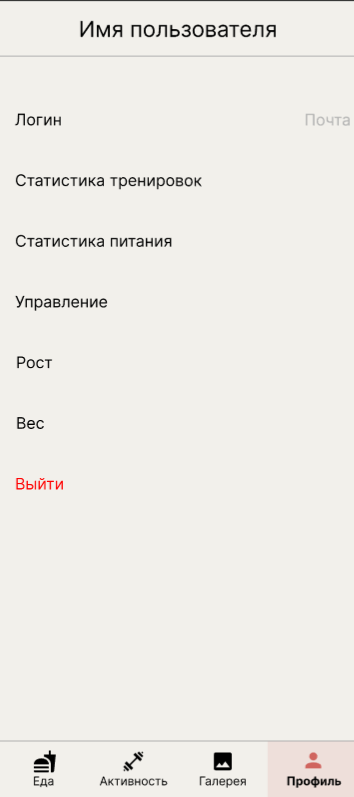 Имя пользователя
Логин Почта
Статистика тренировок
Статистика питания
Управление
Рост
Вес
Выйти
Еда Активность Галерея Профиль